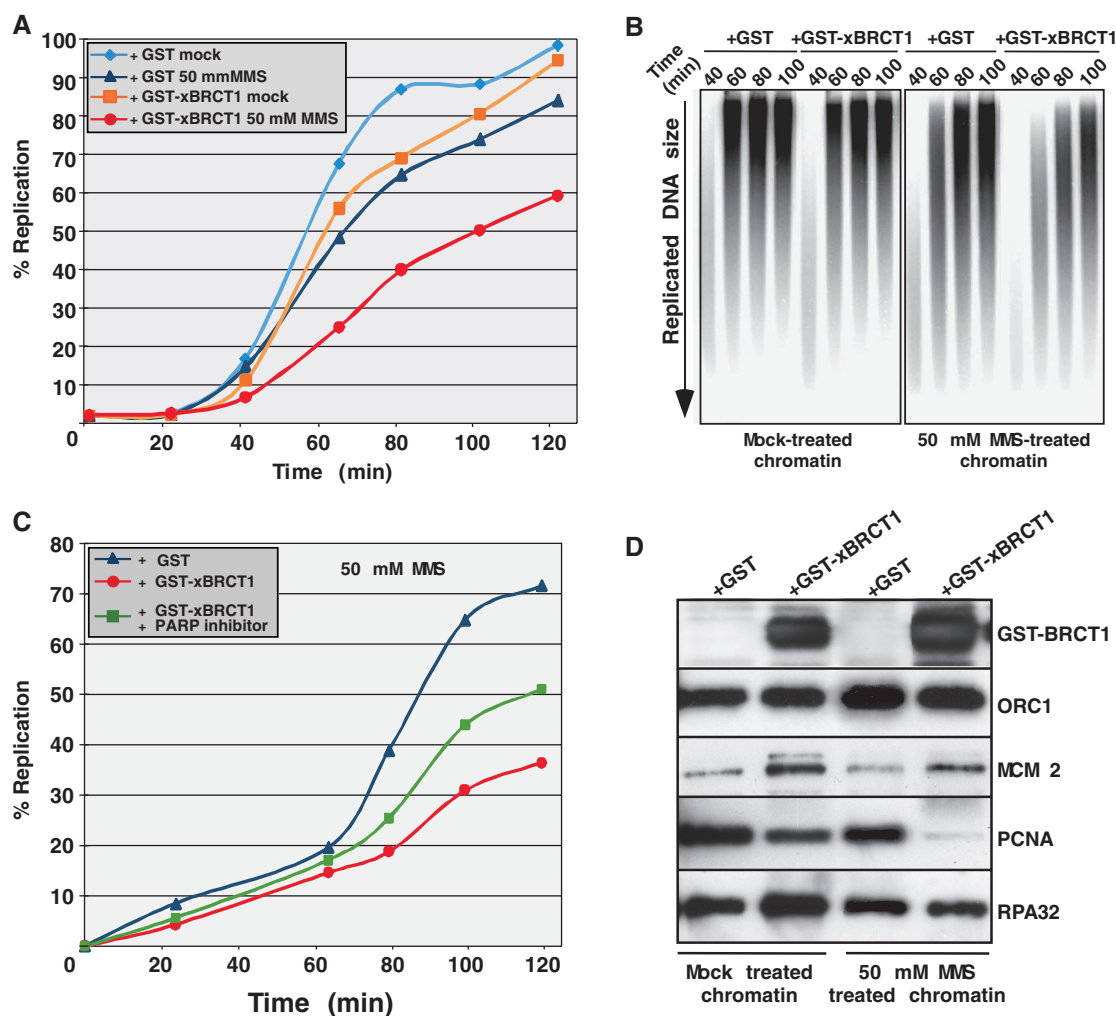 A
100
90
80
70
60
50
40
30
20
10
0
20
40
60
80
100
120
% Replication
Time (min)
+ GST mock
+ GST 50 mmMMS
+ GST-xBRCT1 mock
+ GST-xBRCT1 50 mM MMS
B
+GST +GST-xBRCT1 +GST +GST-xBRCT1
Time (min)
40 60 80 100 40 60 80 100 40 60 80 100 40 60 80 100
Replicated DNA size
Mock-treated
chromatin
50 mM MMS-treated
chromatin
C
80
70
60
50
40
30
20
10
0
20
40
60
80
100
120
% Replication
Time (min)
50 mM MMS
+ GST
+ GST-xBRCT1
+ GST-xBRCT1
+ PARP inhibitor
D
+GST +GST-xBRCT1 +GST +GST-xBRCT1
GST-BRCT1
ORC1
MCM 2
PCNA
RPA32
Mock treated
chromatin
50 mM MMS
treated chromatin